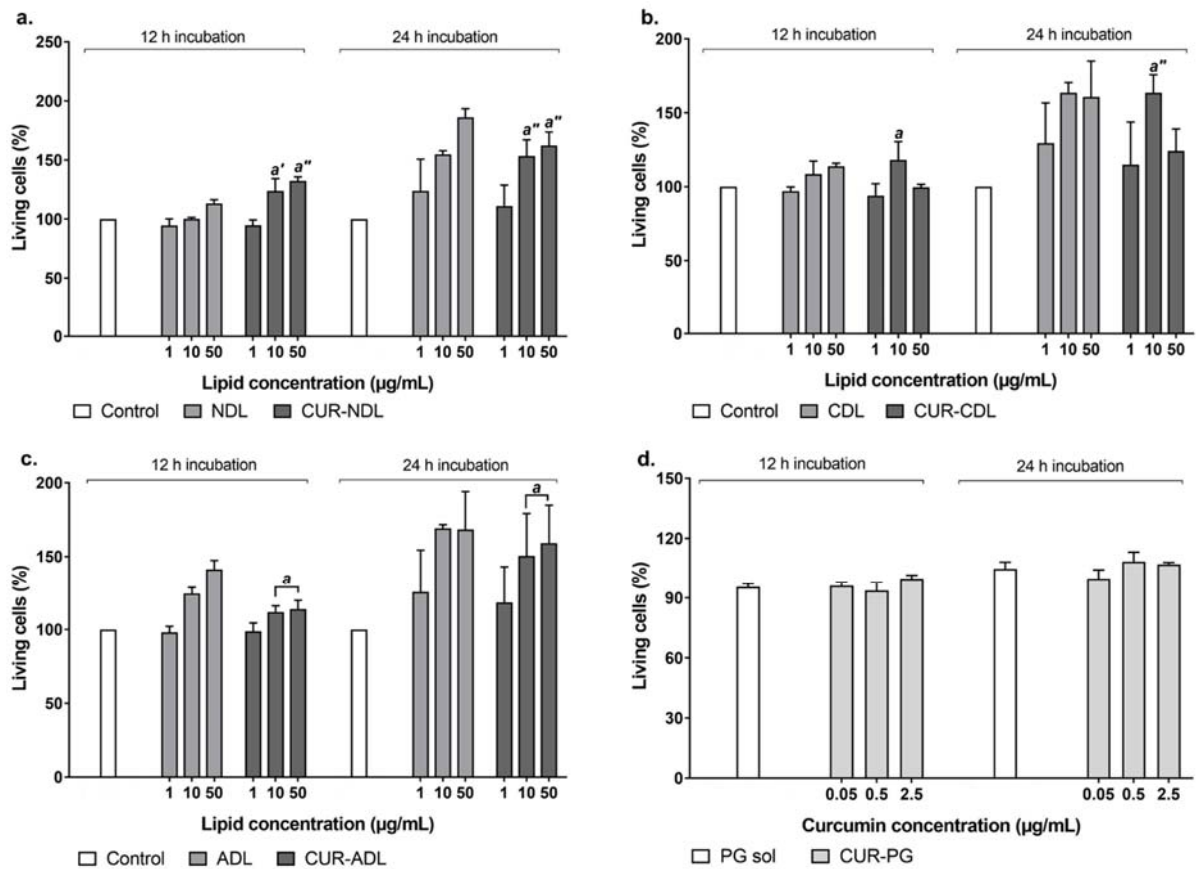 a.
12 h incubation 24 h incubation
250
200
150
100
50
0
Living cells (%)
a' a" a" a"
1 10 50 1 10 50 1 10 50 1 10 50
Lipid concentration (µg/mL)
Control NDL CUR-NDL
b.
12 h incubation 24 h incubation
200
150
100
50
0
Living cells (%)
a a"
1 10 50 1 10 50 1 10 50 1 10 50
Lipid concentration (µg/mL)
Control CDL CUR-CDL
c.
12 h incubation 24 h incubation
200
150
100
50
0
Living cells (%)
a a
1 10 50 1 10 50 1 10 50 1 10 50
Lipid concentration (µg/mL)
Control ADL CUR-ADL
d.
12 h incubation 24 h incubation
150
120
90
60
30
0
Living cells (%)
0.05 0.5 2.5 0.05 0.5 2.5
Curcumin concentration (µg/mL)
PG sol CUR-PG